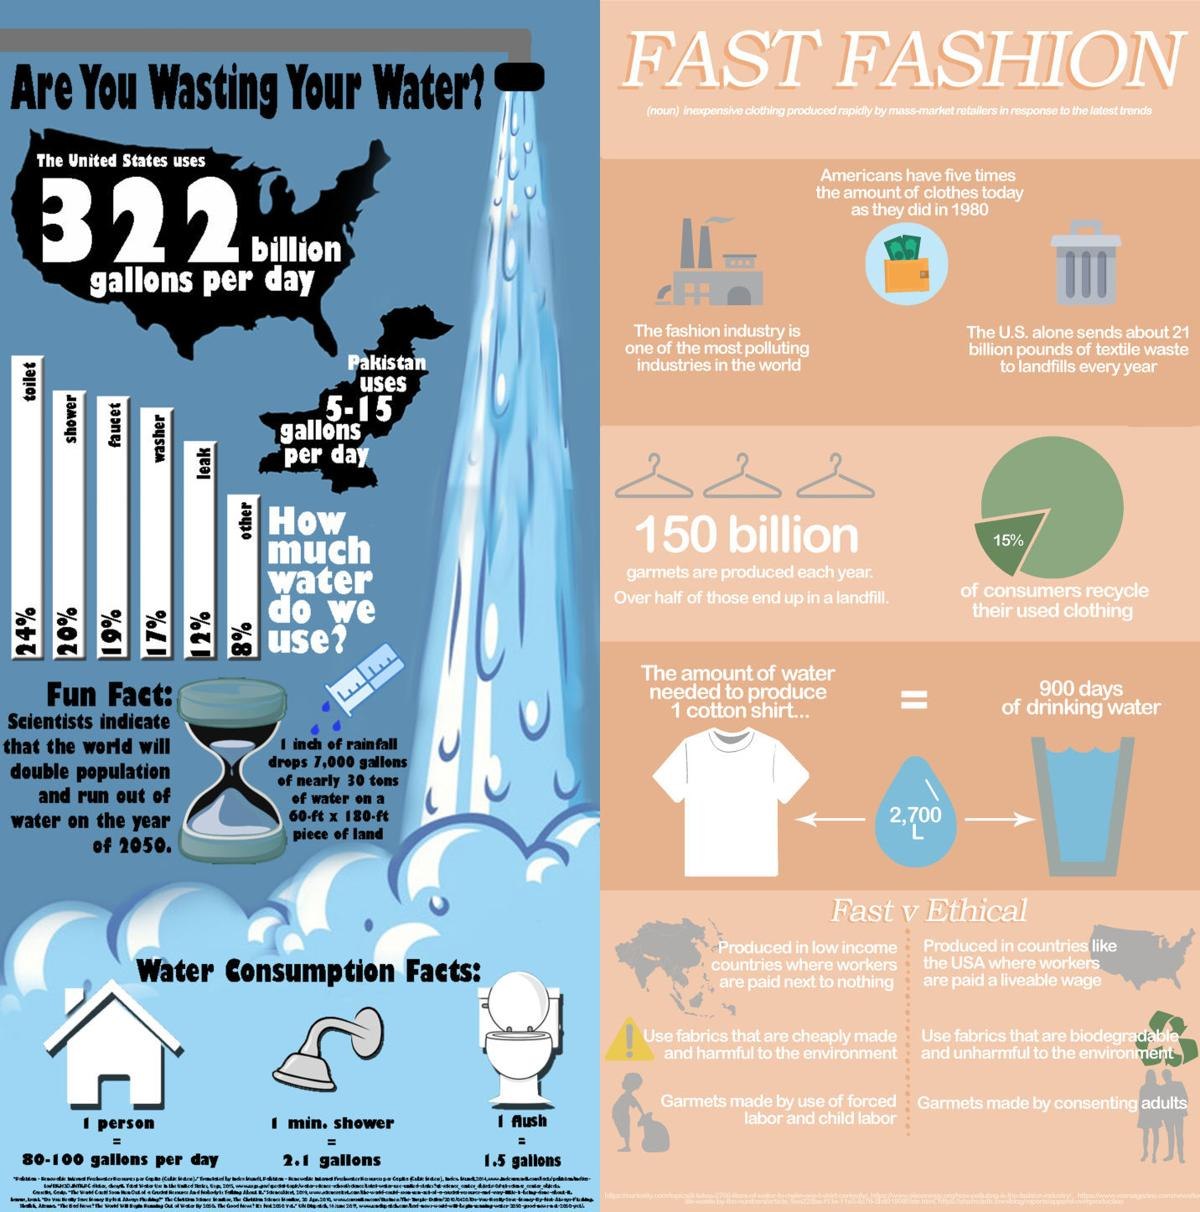 Are You Wasting Your Water?
The United States uses
322 billion
gallons per day
Pakistan
uses
5-15
gallons
per day
toilet
shower
faucet
washer
leak
other
24%
20%
19%
17%
12%
8%
How
much
water
do we
use?
Fun Fact:
Scientists indicate
that the world will
double population
and run out of
water on the year
of 2050.
1 inch of rainfall
drops 7,000 gallons
of nearly 30 tons
of water on a
60-ft x 180-ft
piece of land
Water Consumption Facts:
1 person
=
80-100 gallons per day
1 min. shower
=
2.1 gallons
1 flush
=
1.5 gallons
FAST FASHION
(noun) inexpensive clothing produced rapidly by mass-market retailers in response to the latest trends
Americans have five times
the amount of clothes today
as they did in 1980
The fashion industry is
one of the most polluting
industries in the world
The U.S. alone sends about 21
billion pounds of textile waste
to landfills every year
150 billion
garmets are produced each year.
Over half of those end up in a landfill.
15%
of consumers recycle
their used clothing
The amount of water
needed to produce
1 cotton shirt...
=
900 days
of drinking water
2,700
L
Fast v Ethical
Produced in low income
countries where workers
are paid next to nothing
Produced in countries like
the USA where workers
are paid a liveable wage
Use fabrics that are cheaply made
and harmful to the environment
Use fabrics that are biodegradable
and unharmful to the environment
Garmets made by use of forced
labor and child labor
Garmets made by consenting adults